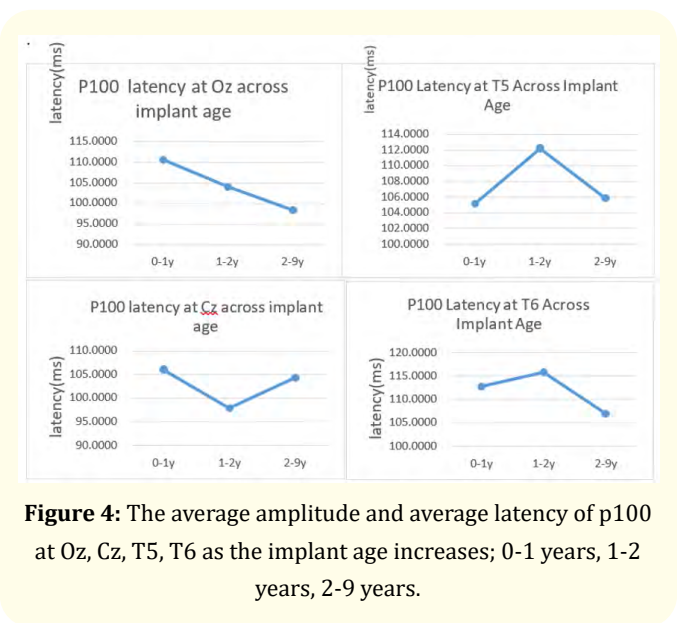 latency(ms)
P100 latency at Oz across
implant age
115.0000
110.0000
105.0000
100.0000
95.0000
90.0000
0-1y 1-2y 2-9y
latency(ms)
P100 Latency at T5 Across Implant
Age
114.0000
112.0000
110.0000
108.0000
106.0000
104.0000
102.0000
100.0000
0-1y 1-2y 2-9y
P100 latency at Cz across implant
age
latency(ms)
110.0000
105.0000
100.0000
95.0000
90.0000
0-1y 1-2y 2-9y
P100 Latency at T6 Across
Implant Age
latency(ms)
120.0000
115.0000
110.0000
105.0000
100.0000
0-1y 1-2y 2-9y
Figure 4: The average amplitude and average latency of p100
at Oz, Cz, T5, T6 as the implant age increases; 0-1 years, 1-2
years, 2-9 years.